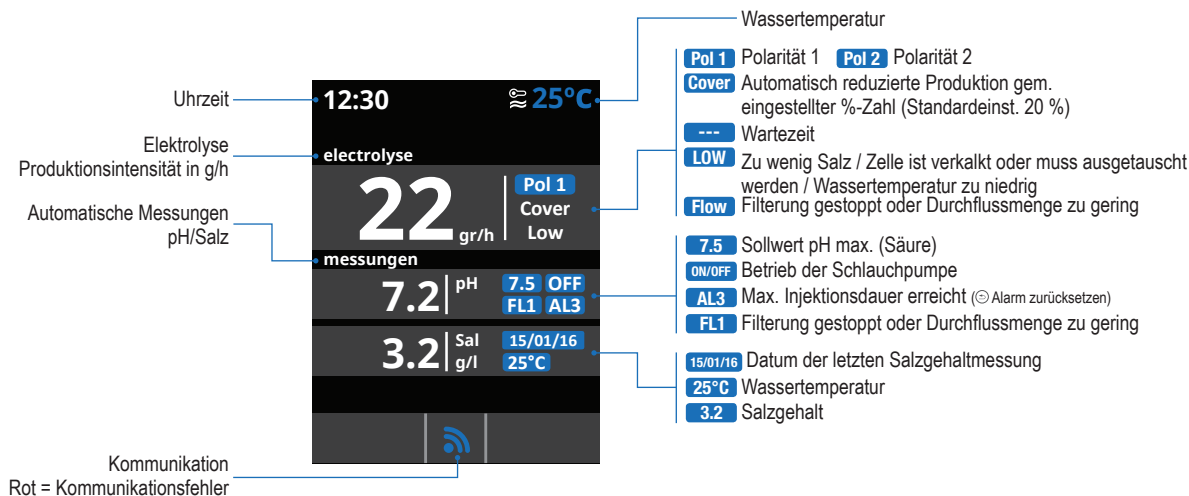 Wassertemperatur
Pol 1 Polarität 1 Pol 2 Polarität 2
Cover Automatisch reduzierte Produktion gem.
eingestellter %-Zahl (Standardeinst. 20 %)
--- Wartezeit
LOW Zu wenig Salz / Zelle ist verkalkt oder muss ausgetauscht
werden / Wassertemperatur zu niedrig
Flow Filterung gestoppt oder Durchflussmenge zu gering
7.5 Sollwert pH max. (Säure)
ON/OFF Betrieb der Schlauchpumpe
AL3 Max. Injektionsdauer erreicht (⊝ Alarm zurücksetzen)
FL1 Filterung gestoppt oder Durchflussmenge zu gering
15/01/16 Datum der letzten Salzgehaltmessung
25°C Wassertemperatur
3.2 Salzgehalt
Uhrzeit
Elektrolyse
Produktionsintensität in g/h
Automatische Messungen
pH/Salz
Kommunikation
Rot = Kommunikationsfehler
12:30 25°C
electrolyse
22 gr/h
Pol 1
Cover
Low
messungen
7.2 pH 7.5 OFF
FL1 AL3
3.2 Sal 15/01/16
g/l 25°C